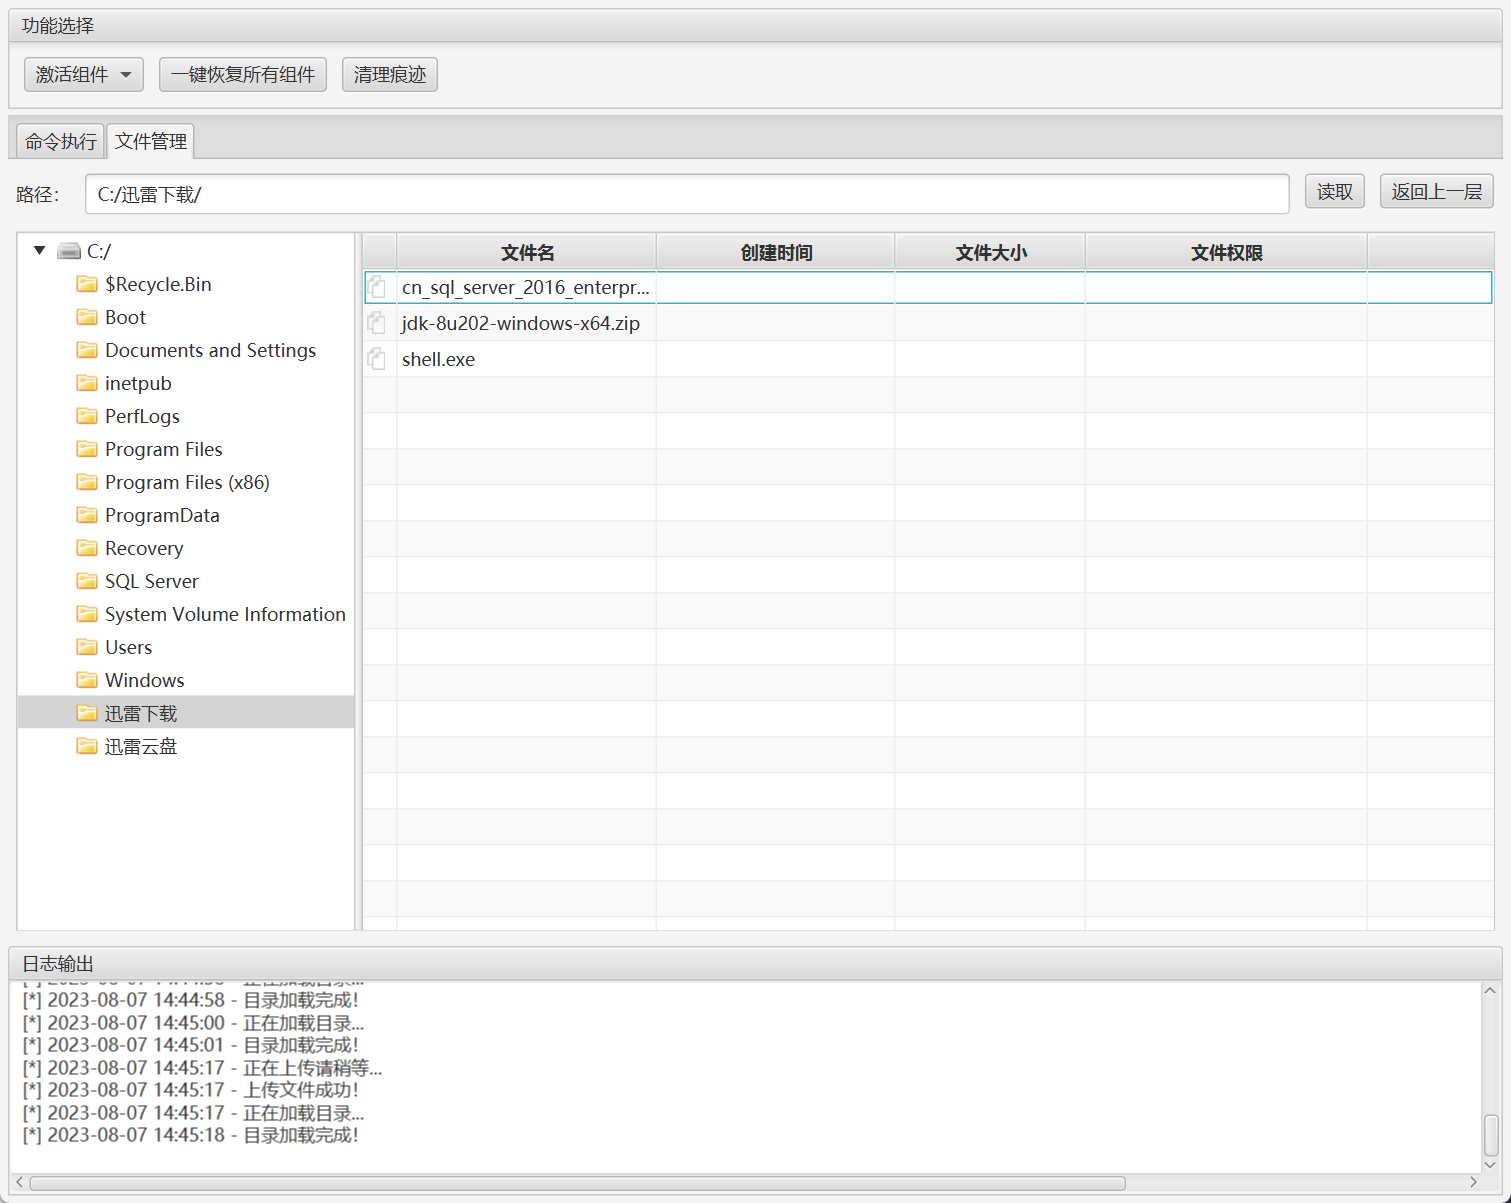 功能选择
激活组件 一键恢复所有组件 清理痕迹
命令执行 文件管理
路径： C:/迅雷下载/ 读取 返回上一层
C:/
$Recycle.Bin
Boot
Documents and Settings
inetpub
PerfLogs
Program Files
Program Files (x86)
ProgramData
Recovery
SQL Server
System Volume Information
Users
Windows
迅雷下载
迅雷云盘
文件名 创建时间 文件大小 文件权限
cn_sql_server_2016_enterpr...
jdk-8u202-windows-x64.zip
shell.exe
日志输出
[*] 2023-08-07 14:44:58 - 目录加载完成！
[*] 2023-08-07 14:45:00 - 正在加载目录...
[*] 2023-08-07 14:45:01 - 目录加载完成！
[*] 2023-08-07 14:45:17 - 正在上传请稍等...
[*] 2023-08-07 14:45:17 - 上传文件成功！
[*] 2023-08-07 14:45:17 - 正在加载目录...
[*] 2023-08-07 14:45:18 - 目录加载完成！